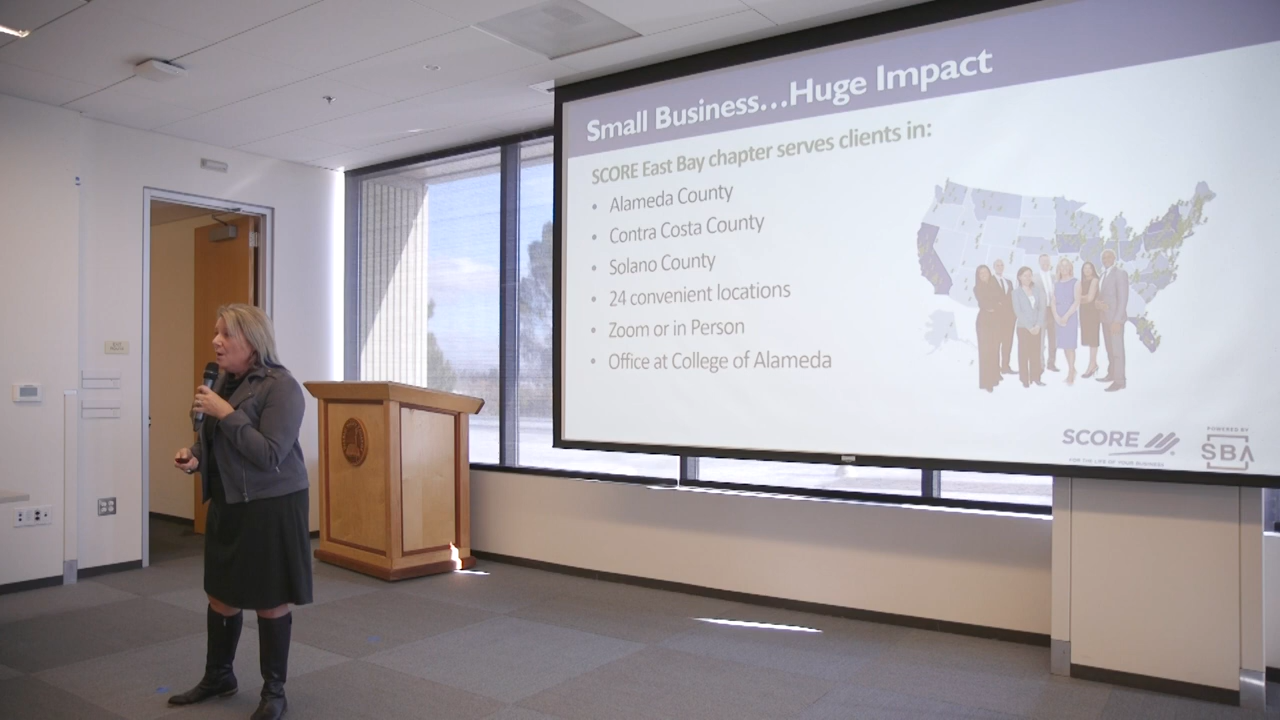 Small Business...Huge Impact
SCORE East Bay chapter serves clients in:
• Alameda County
• Contra Costa County
• Solano County
• 24 convenient locations
• Zoom or in Person
• Office at College of Alameda
SCORE
FOR THE LIFE OF YOUR BUSINESS
POWERED BY
SBA